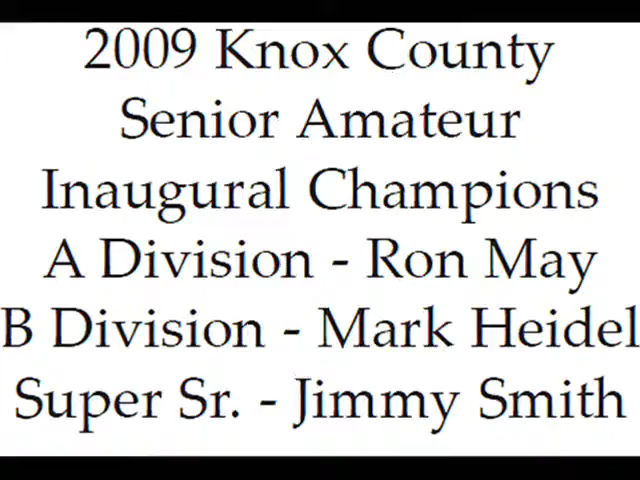 2009 Knox County
Senior Amateur
Inaugural Champions
A Division - Ron May
B Division - Mark Heidel
Super Sr. - Jimmy Smith